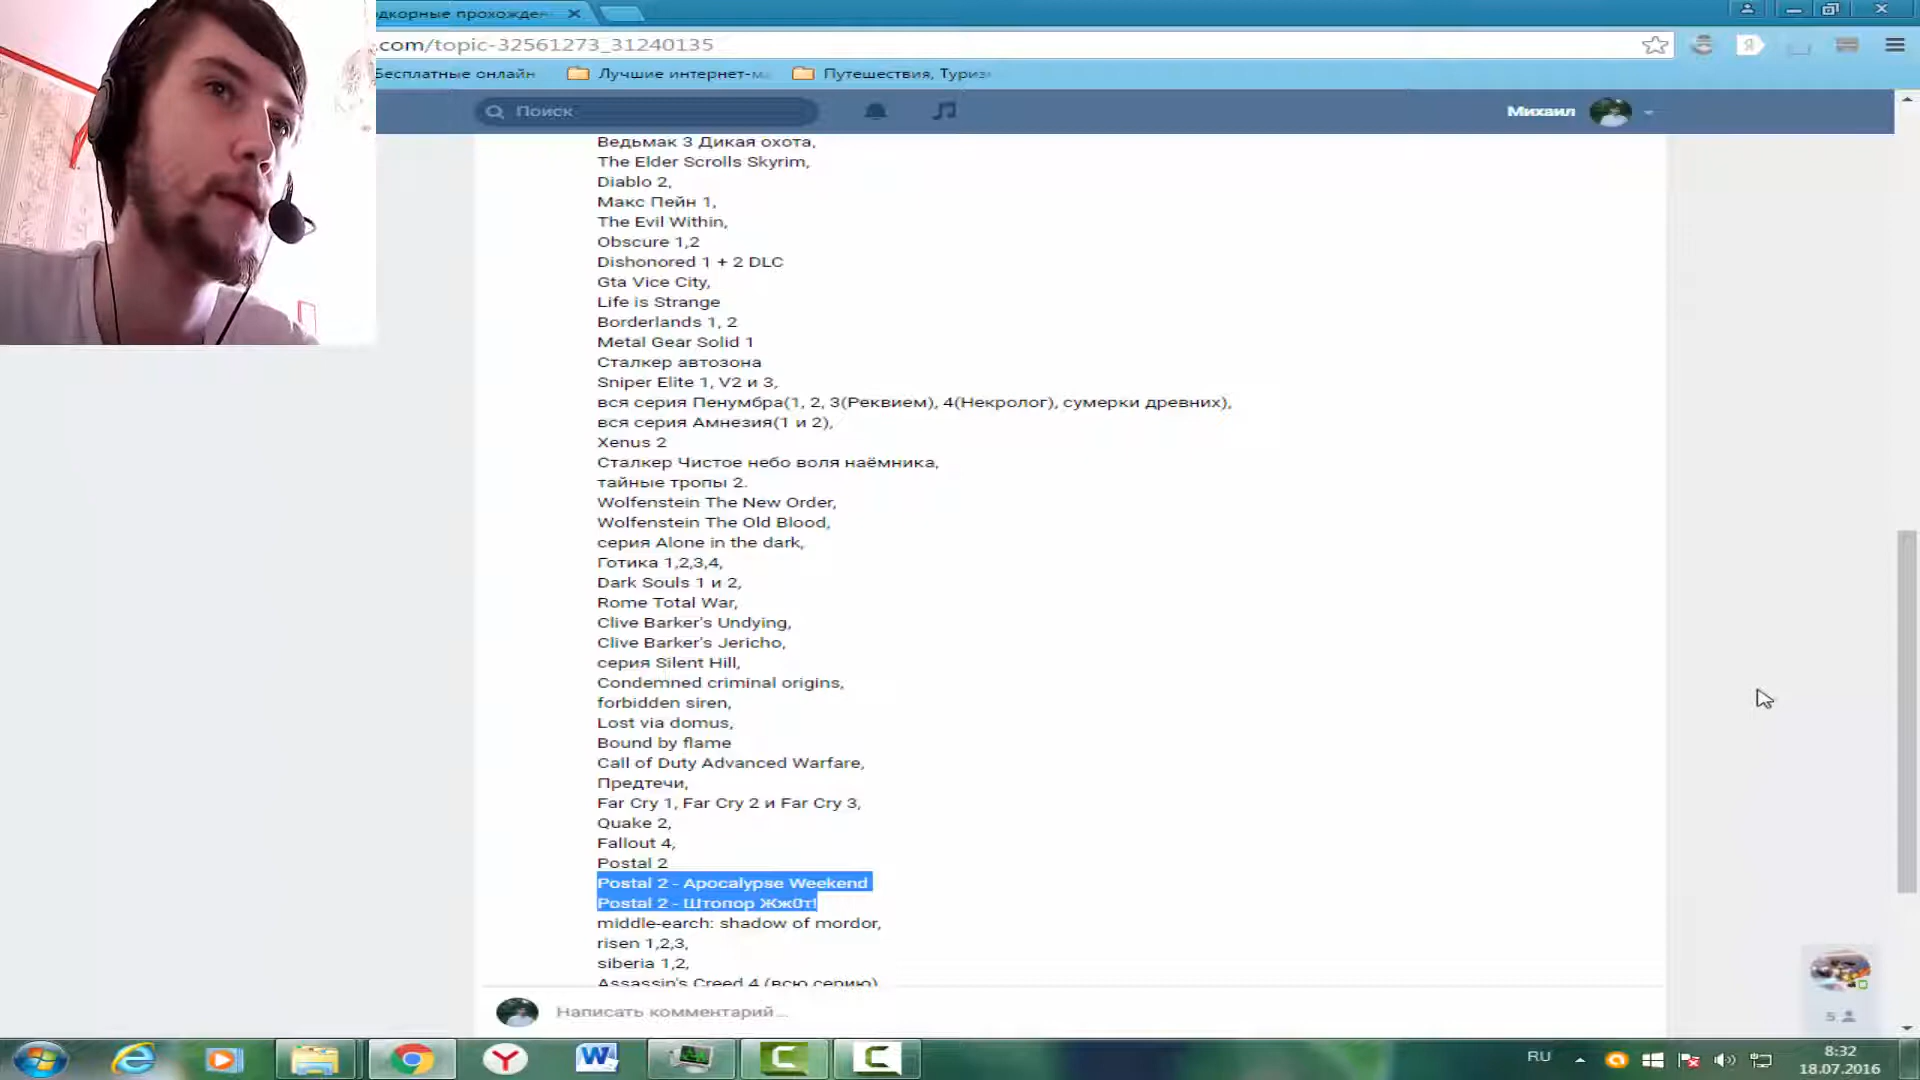 дкорные прохожден
.com/topic-32561273_31240135
Бесплатные онлайн
Лучшие интернет-м
Путешествия, Туриз
Поиск
Михаил
Ведьмак 3 Дикая охота,
The Elder Scrolls Skyrim,
Diablo 2,
Макс Пейн 1,
The Evil Within,
Obscure 1,2
Dishonored 1 + 2 DLC
Gta Vice City,
Life is Strange
Borderlands 1, 2
Metal Gear Solid 1
Сталкер автозона
Sniper Elite 1, V2 и 3,
вся серия Пенумбра(1, 2, 3(Реквием), 4(Некролог), сумерки древних),
вся серия Амнезия(1 и 2),
Xenus 2
Сталкер Чистое небо воля наёмника,
тайные тропы 2.
Wolfenstein The New Order,
Wolfenstein The Old Blood,
серия Alone in the dark,
Готика 1,2,3,4,
Dark Souls 1 и 2,
Rome Total War,
Clive Barker's Undying,
Clive Barker's Jericho,
серия Silent Hill,
Condemned criminal origins,
forbidden siren,
Lost via domus,
Bound by flame
Call of Duty Advanced Warfare,
Предтечи,
Far Cry 1, Far Cry 2 и Far Cry 3,
Quake 2,
Fallout 4,
Postal 2
Postal 2 - Apocalypse Weekend
Postal 2 - Штопор Жж0т!
middle-earch: shadow of mordor,
risen 1,2,3,
siberia 1,2,
Assassin's Creed 4 (всю серию)
Написать комментарий...
5
RU
8:32
18.07.2016